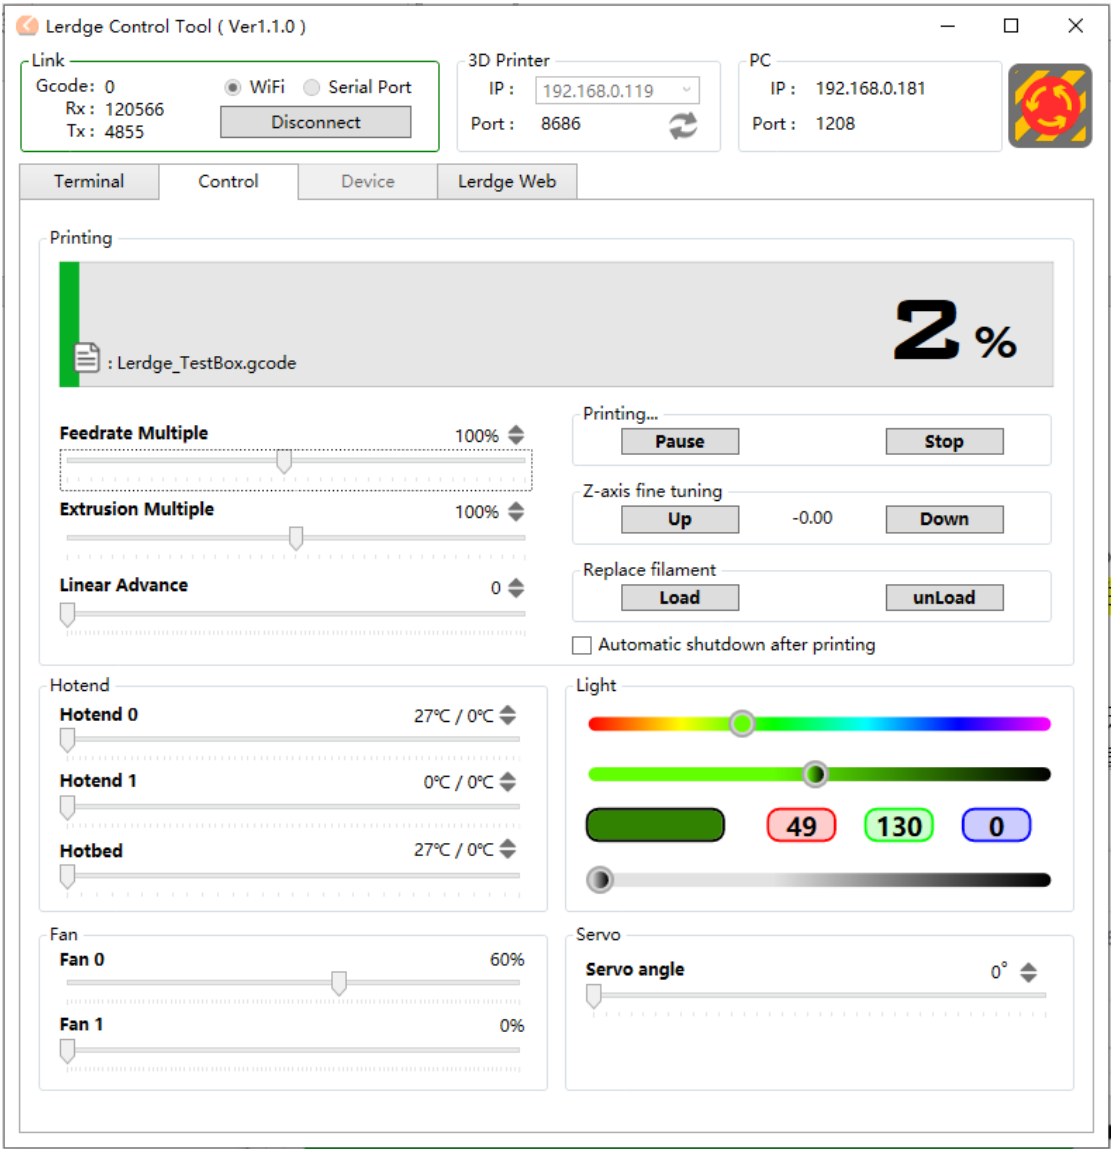 Lerdge Control Tool ( Ver1.1.0 )
Link
Gcode: 0
Rx : 120566
Tx : 4855
WiFi
Serial Port
Disconnect
3D Printer
IP : 192.168.0.119
Port : 8686
PC
IP : 192.168.0.181
Port : 1208
Terminal
Control
Device
Lerdge Web
Printing
: Lerdge_TestBox.gcode
2 %
Feedrate Multiple 100%
Extrusion Multiple 100%
Linear Advance 0
Printing...
Pause
Stop
Z-axis fine tuning
Up -0.00 Down
Replace filament
Load
unLoad
Automatic shutdown after printing
Hotend
Hotend 0 27℃ / 0℃
Hotend 1 0℃ / 0℃
Hotbed 27℃ / 0℃
Light
49 130 0
Fan
Fan 0 60%
Fan 1 0%
Servo
Servo angle 0°